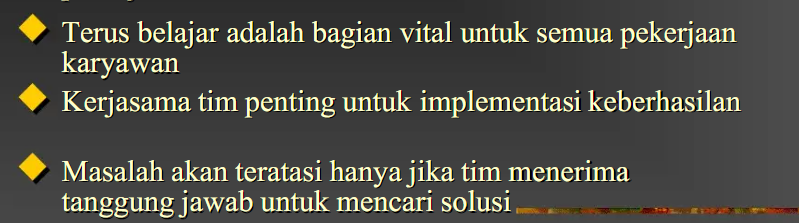 Terus belajar adalah bagian vital untuk semua pekerjaan
karyawan
Kerjasama tim penting untuk implementasi keberhasilan
Masalah akan teratasi hanya jika tim menerima
tanggung jawab untuk mencari solusi